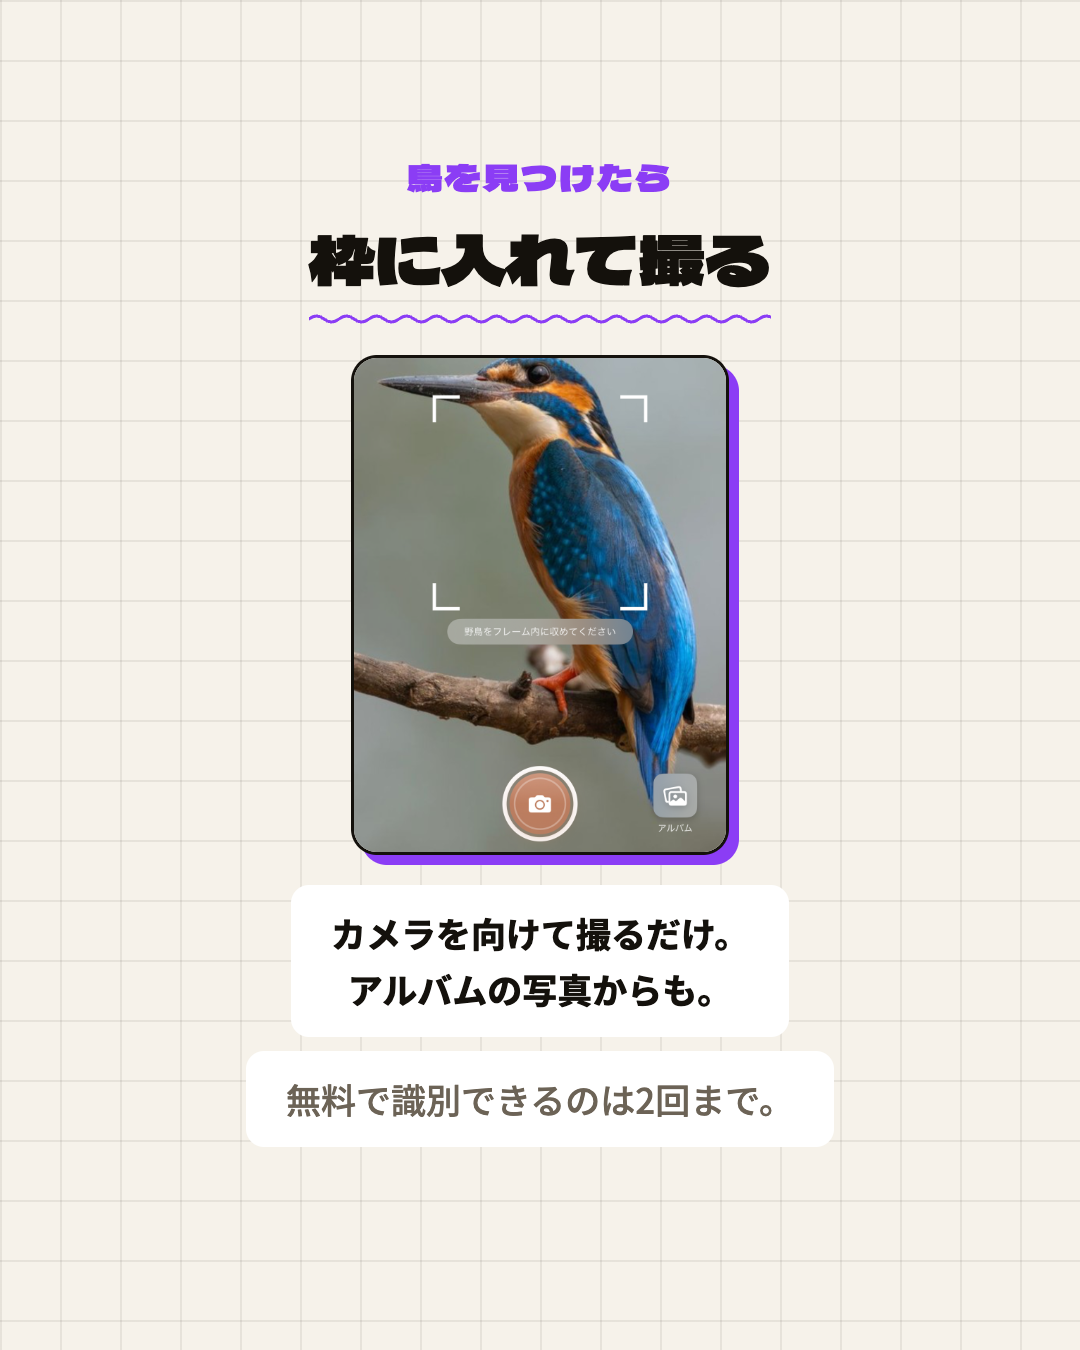 鳥を見つけたら
枠に入れて撮る
野鳥をフレーム内に収めてください
アルバム
カメラを向けて撮るだけ。
アルバムの写真からも。
無料で識別できるのは2回まで。